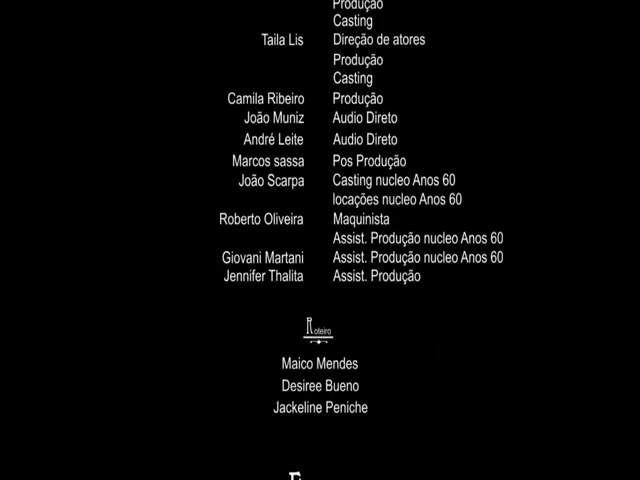 Produção
Casting
Taila Lis Direção de atores
Produção
Casting
Camila Ribeiro Produção
João Muniz Audio Direto
André Leite Audio Direto
Marcos sassa Pos Produção
João Scarpa Casting nucleo Anos 60
locações nucleo Anos 60
Roberto Oliveira Maquinista
Assist. Produção nucleo Anos 60
Giovani Martani Assist. Produção nucleo Anos 60
Jennifer Thalita Assist. Produção
Roteiro
Maico Mendes
Desiree Bueno
Jackeline Peniche